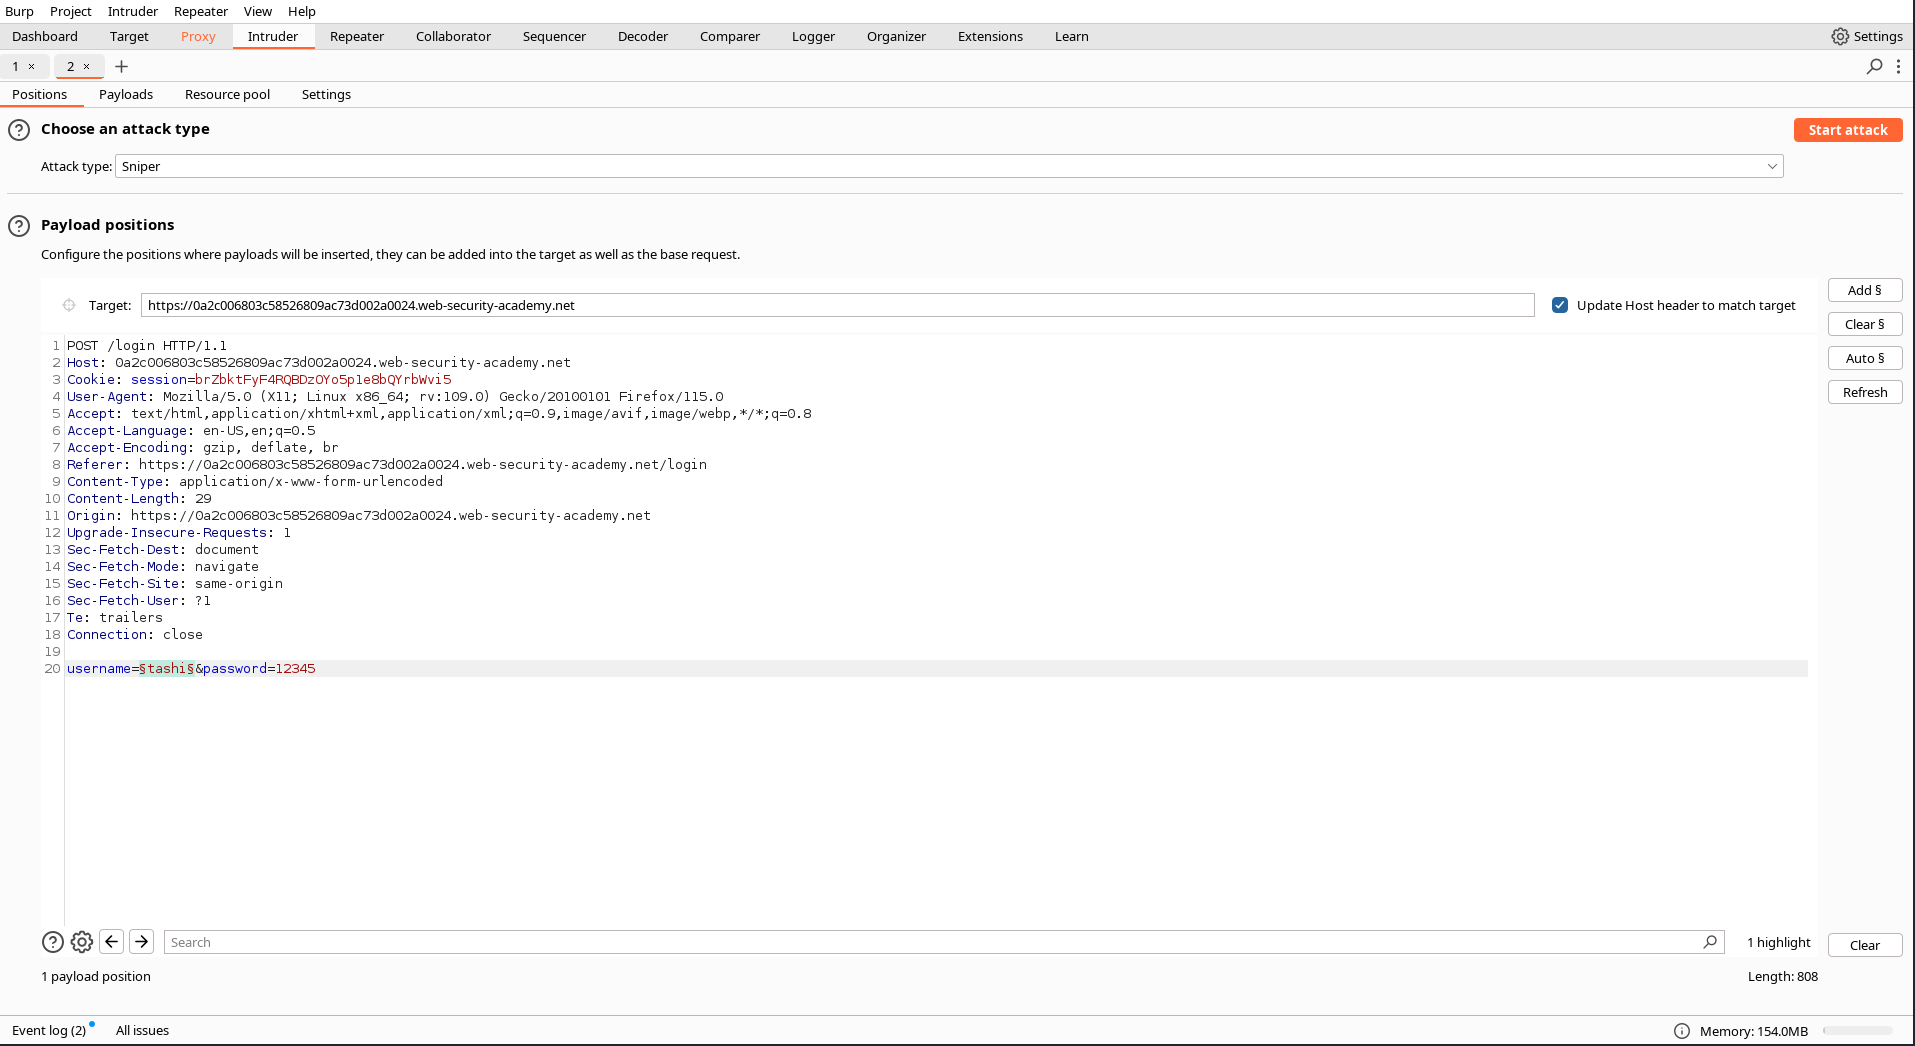 Burp Project Intruder Repeater View Help
Dashboard Target Proxy Intruder Repeater Collaborator Sequencer Decoder Comparer Logger Organizer Extensions Learn Settings
1 × 2 × +
Positions Payloads Resource pool Settings
? Choose an attack type Start attack
Attack type: Sniper
? Payload positions
Configure the positions where payloads will be inserted, they can be added into the target as well as the base request.
Add §
Target: https://0a2c006803c58526809ac73d002a0024.web-security-academy.net Update Host header to match target
Clear §
Auto §
Refresh
1 POST /login HTTP/1.1
2 Host: 0a2c006803c58526809ac73d002a0024.web-security-academy.net
3 Cookie: session=brZbktFyF4RQBDzOYo5p1e8bQYrbWvi5
4 User-Agent: Mozilla/5.0 (X11; Linux x86_64; rv:109.0) Gecko/20100101 Firefox/115.0
5 Accept: text/html,application/xhtml+xml,application/xml;q=0.9,image/avif,image/webp,*/*;q=0.8
6 Accept-Language: en-US,en;q=0.5
7 Accept-Encoding: gzip, deflate, br
8 Referer: https://0a2c006803c58526809ac73d002a0024.web-security-academy.net/login
9 Content-Type: application/x-www-form-urlencoded
10 Content-Length: 29
11 Origin: https://0a2c006803c58526809ac73d002a0024.web-security-academy.net
12 Upgrade-Insecure-Requests: 1
13 Sec-Fetch-Dest: document
14 Sec-Fetch-Mode: navigate
15 Sec-Fetch-Site: same-origin
16 Sec-Fetch-User: ?1
17 Te: trailers
18 Connection: close
19
20 username=§tashi§&password=12345
? Search 1 highlight Clear
1 payload position Length: 808
Event log (2) All issues Memory: 154.0MB